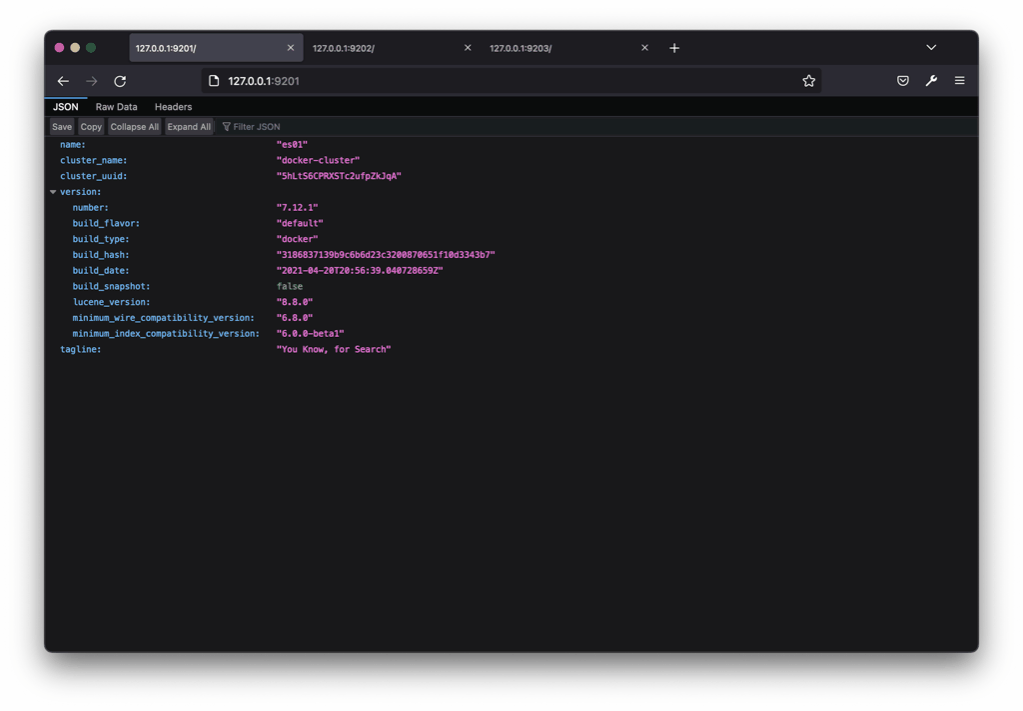 127.0.0.1:9201/ 127.0.0.1:9202/ 127.0.0.1:9203/
127.0.0.1:9201
JSON Raw Data Headers
Save Copy Collapse All Expand All Filter JSON
name: "es01"
cluster_name: "docker-cluster"
cluster_uuid: "5hLtS6CPRXSTc2ufpZkJqA"
version:
number: "7.12.1"
build_flavor: "default"
build_type: "docker"
build_hash: "3186837139b9c6b6d23c3200870651f10d3343b7"
build_date: "2021-04-20T20:56:39.040728659Z"
build_snapshot: false
lucene_version: "8.8.0"
minimum_wire_compatibility_version: "6.8.0"
minimum_index_compatibility_version: "6.0.0-beta1"
tagline: "You Know, for Search"